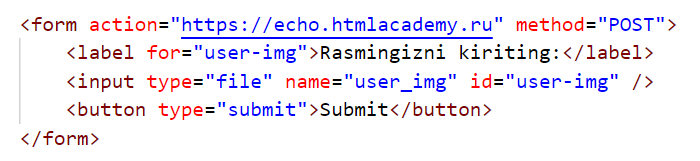 <form action="https://echo.htmlacademy.ru" method="POST">
<label for="user-img">Rasmingizni kiriting:</label>
<input type="file" name="user_img" id="user-img" />
<button type="submit">Submit</button>
</form>